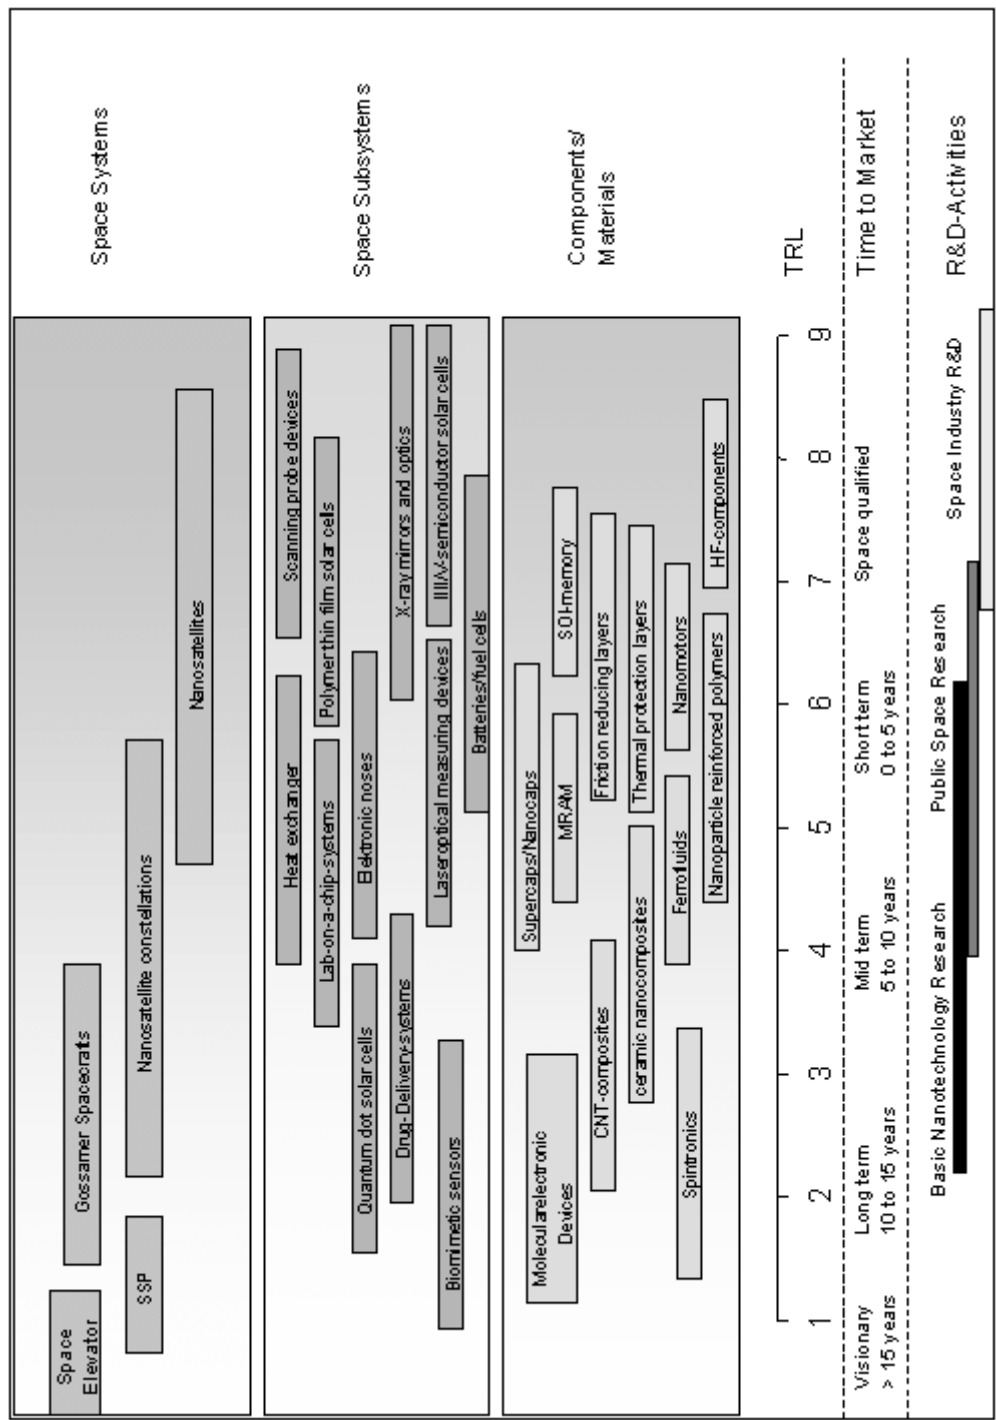 Space
Elevator
Gossamer Spacecrats
SSP
Nanosatellite constellations
Nanosatellites
Space Systems
Heat exchanger
Scanning probe devices
Lab-on-a-chip-systems
Polymer thin film solar cells
Quantum dot solar cells
Elektronic noses
Drug-Delivery-systems
X-ray mirrors and optics
Biomimetic sensors
Laseroptical measuring devices
III/V-semiconductor solar cells
Batteries/fuel cells
Space Subsystems
Supercaps/Nanocaps
Molecularelectronic
Devices
MRAM
SOI-memory
CNT-composites
Friction reducing layers
ceramic nanocomposites
Thermal protection layers
Spintronics
Ferrofluids
Nanomotors
Nanoparticle reinforced polymers
HF-components
Components/
Materials
1 2 3 4 5 6 7 8 9
TRL
Visionary
> 15 years
Long term
10 to 15 years
Mid term
5 to 10 years
Short term
0 to 5 years
Space qualified
Time to Market
Basic Nanotechnology Research
Public Space Research
Space Industry R&D
R&D-Activities